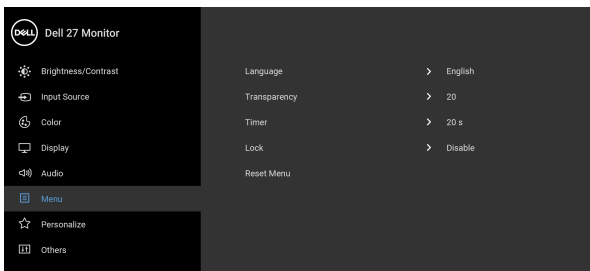 DELL
Dell 27 Monitor
Brightness/Contrast
Input Source
Color
Display
Audio
Menu
Personalize
Others
Language > English
Transparency > 20
Timer > 20 s
Lock > Disable
Reset Menu